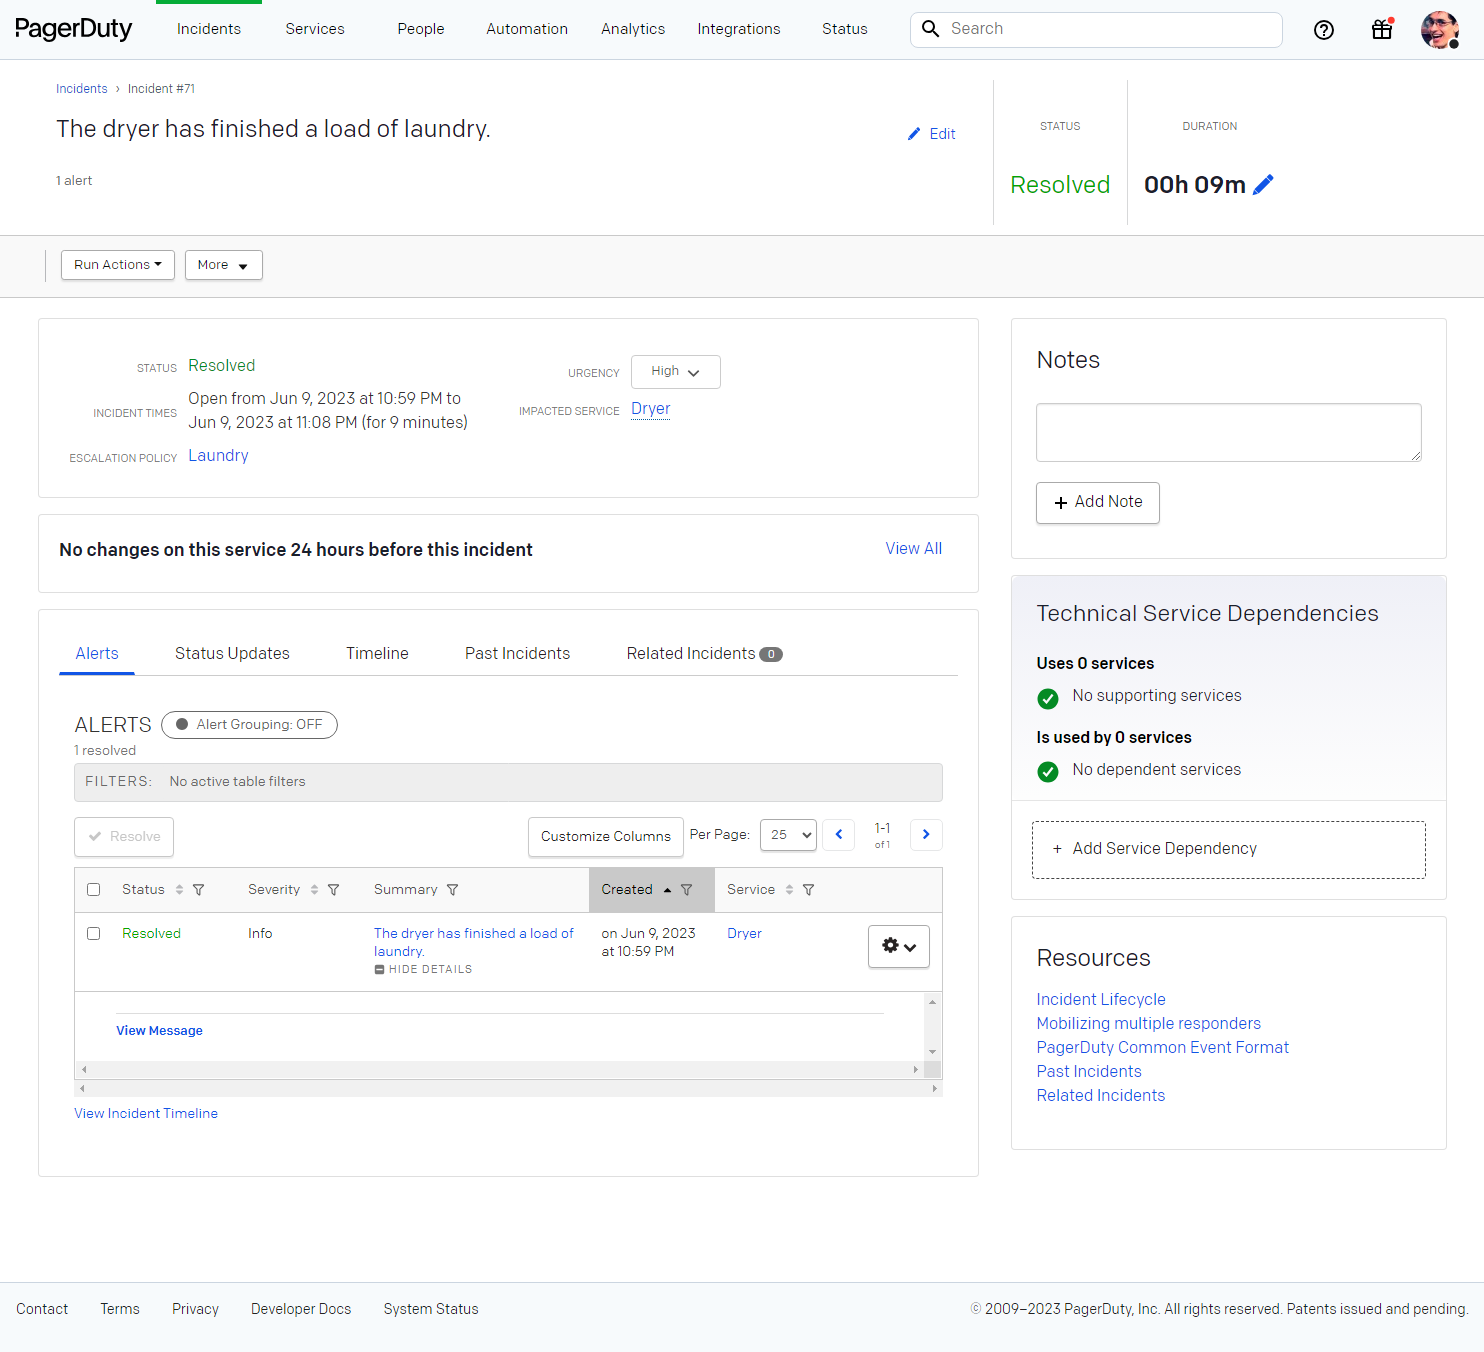 PagerDuty
Incidents
Services
People
Automation
Analytics
Integrations
Status
Search
Incidents › Incident #71
The dryer has finished a load of laundry.
Edit
1 alert
STATUS
Resolved
DURATION
00h 09m
Run Actions
More
STATUS Resolved
INCIDENT TIMES Open from Jun 9, 2023 at 10:59 PM to
Jun 9, 2023 at 11:08 PM (for 9 minutes)
ESCALATION POLICY Laundry
URGENCY High
IMPACTED SERVICE Dryer
No changes on this service 24 hours before this incident
View All
Alerts
Status Updates
Timeline
Past Incidents
Related Incidents 0
ALERTS
Alert Grouping: OFF
1 resolved
FILTERS: No active table filters
Resolve
Customize Columns
Per Page: 25
1-1
of 1
Status
Severity
Summary
Created
Service
Resolved
Info
The dryer has finished a load of
laundry.
HIDE DETAILS
on Jun 9, 2023
at 10:59 PM
Dryer
View Message
View Incident Timeline
Notes
+ Add Note
Technical Service Dependencies
Uses 0 services
No supporting services
Is used by 0 services
No dependent services
+ Add Service Dependency
Resources
Incident Lifecycle
Mobilizing multiple responders
PagerDuty Common Event Format
Past Incidents
Related Incidents
Contact
Terms
Privacy
Developer Docs
System Status
© 2009–2023 PagerDuty, Inc. All rights reserved. Patents issued and pending.